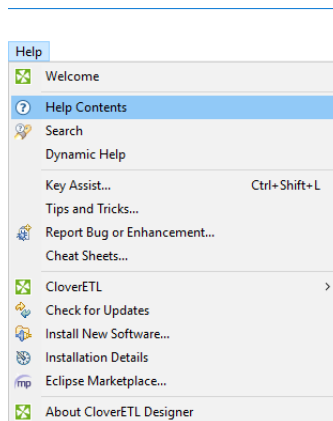 Help
Welcome
Help Contents
Search
Dynamic Help
Key Assist... Ctrl+Shift+L
Tips and Tricks...
Report Bug or Enhancement...
Cheat Sheets...
CloverETL
Check for Updates
Install New Software...
Installation Details
mp Eclipse Marketplace...
About CloverETL Designer